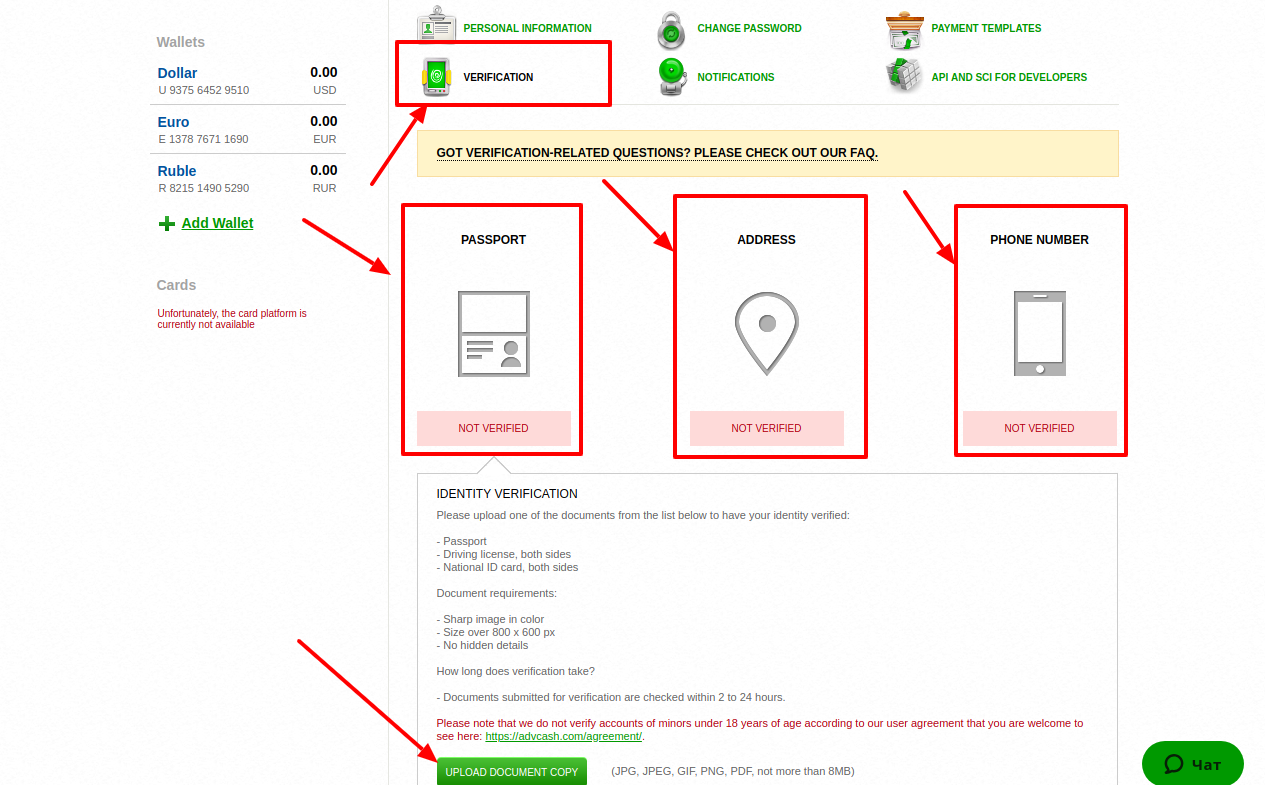 Wallets
Dollar 0.00
U 9375 6452 9510 USD
Euro 0.00
E 1378 7671 1690 EUR
Ruble 0.00
R 8215 1490 5290 RUR
Add Wallet
Cards
Unfortunately, the card platform is
currently not available
PERSONAL INFORMATION CHANGE PASSWORD PAYMENT TEMPLATES
VERIFICATION NOTIFICATIONS API AND SCI FOR DEVELOPERS
GOT VERIFICATION-RELATED QUESTIONS? PLEASE CHECK OUT OUR FAQ.
PASSPORT ADDRESS PHONE NUMBER
NOT VERIFIED NOT VERIFIED NOT VERIFIED
IDENTITY VERIFICATION
Please upload one of the documents from the list below to have your identity verified:
- Passport
- Driving license, both sides
- National ID card, both sides
Document requirements:
- Sharp image in color
- Size over 800 x 600 px
- No hidden details
How long does verification take?
- Documents submitted for verification are checked within 2 to 24 hours.
Please note that we do not verify accounts of minors under 18 years of age according to our user agreement that you are welcome to
see here: https://advcash.com/agreement/.
UPLOAD DOCUMENT COPY (JPG, JPEG, GIF, PNG, PDF, not more than 8MB)
Чат